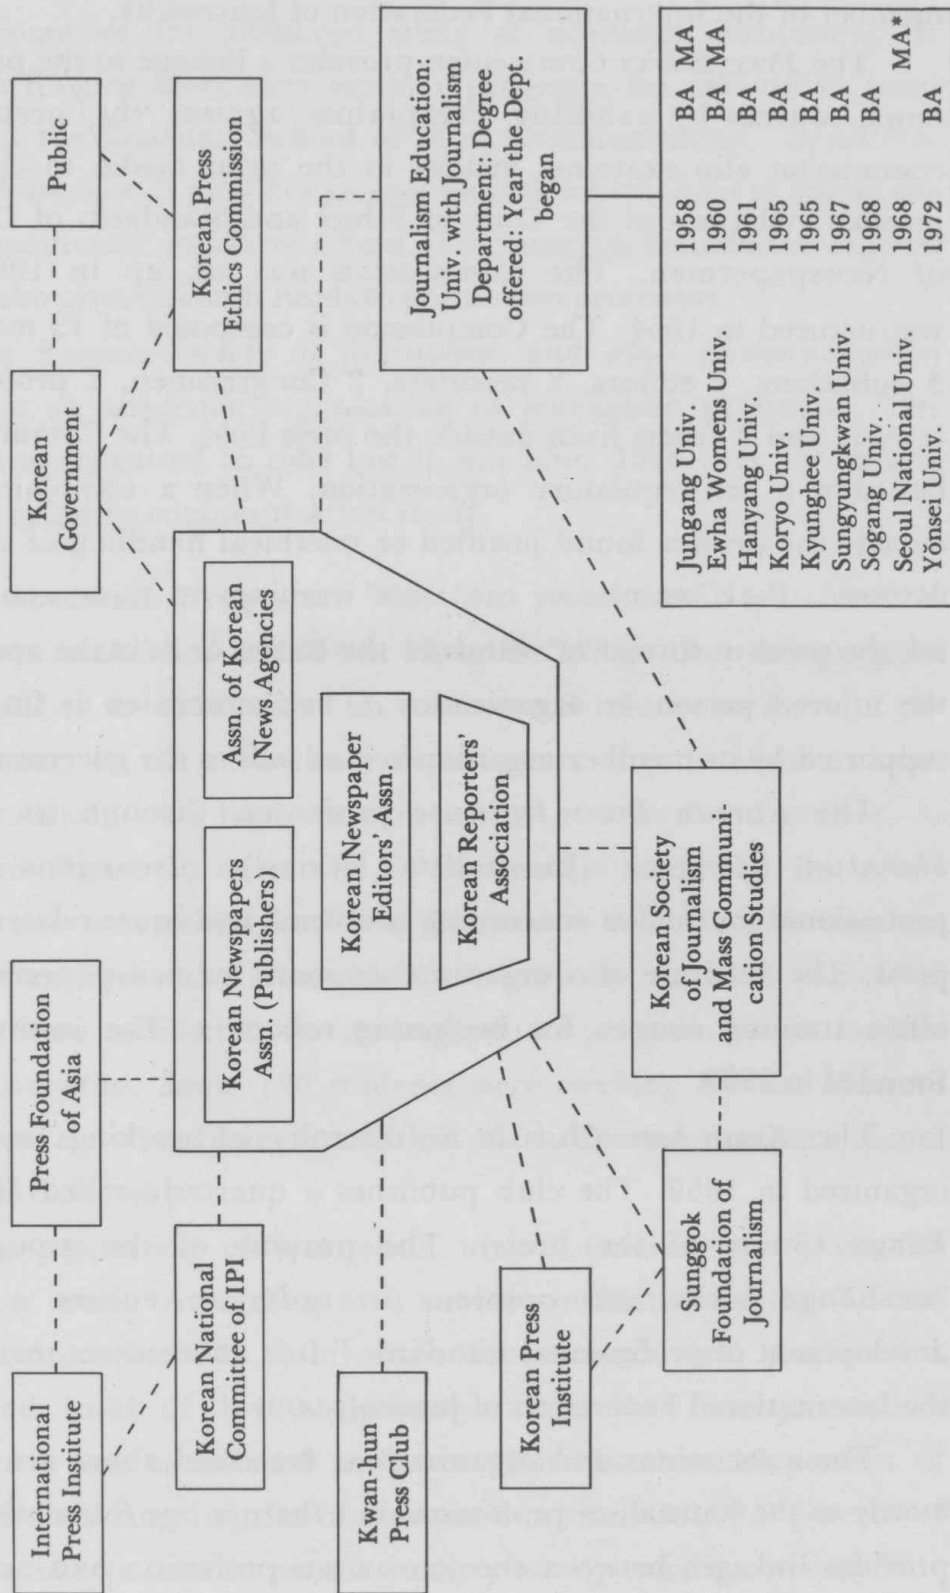 International
Press Institute
Press Foundation
of Asia
Korean
Government
Public
Korean National
Committee of IPI
Korean Newspapers
Assn. (Publishers)
Assn. of Korean
News Agencies
Korean Press
Ethics Commission
Kwan-hun
Press Club
Korean Newspaper
Editors' Assn.
Korean Reporters'
Association
Journalism Education:
Univ. with Journalism
Department: Degree
offered: Year the Dept.
began
Korean Press
Institute
Sunggok
Foundation of
Journalism
Korean Society
of Journalism
and Mass Communi-
cation Studies
Jungang Univ. 1958 BA MA
Ewha Womens Univ. 1960 BA MA
Hanyang Univ. 1961 BA
Koryo Univ. 1965 BA
Kyunghee Univ. 1965 BA
Sungyungkwan Univ. 1967 BA
Sogang Univ. 1968 BA
Seoul National Univ. 1968 MA*
Yonsei Univ. 1972 BA